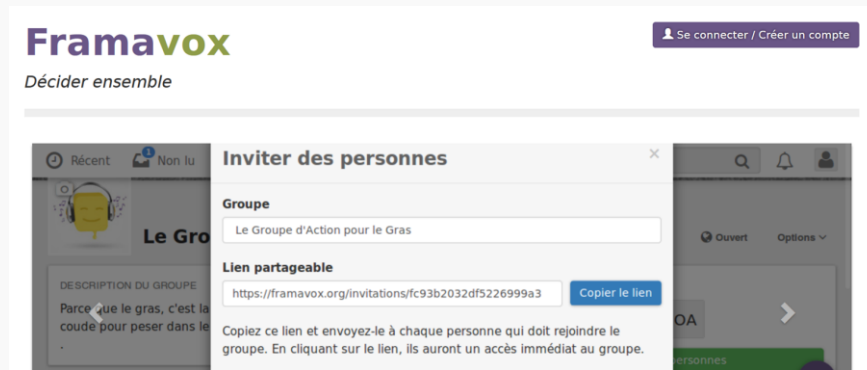 Framavox
Se connecter / Créer un compte
Décider ensemble
Récent
1
Non lu
Inviter des personnes
×
Groupe
Le Groupe d'Action pour le Gras
Le Gro
Ouvert
Options
Lien partageable
https://framavox.org/invitations/fc93b2032df5226999a3
Copier le lien
DESCRIPTION DU GROUPE
Parce que le gras, c'est la
coude pour peser dans le
.
OA
Copiez ce lien et envoyez-le à chaque personne qui doit rejoindre le
groupe. En cliquant sur le lien, ils auront un accès immédiat au groupe.
personnes